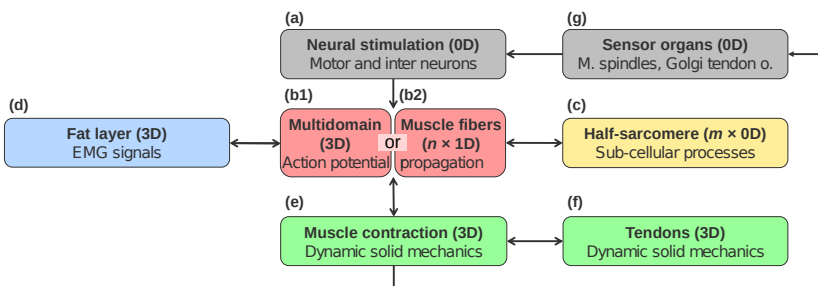 (a)
Neural stimulation (0D)
Motor and inter neurons
(g)
Sensor organs (0D)
M. spindles, Golgi tendon o.
(d)
Fat layer (3D)
EMG signals
(b1)
Multidomain
(3D)
Action potential
or
(b2)
Muscle fibers
(n × 1D)
propagation
(c)
Half-sarcomere (m × 0D)
Sub-cellular processes
(e)
Muscle contraction (3D)
Dynamic solid mechanics
(f)
Tendons (3D)
Dynamic solid mechanics